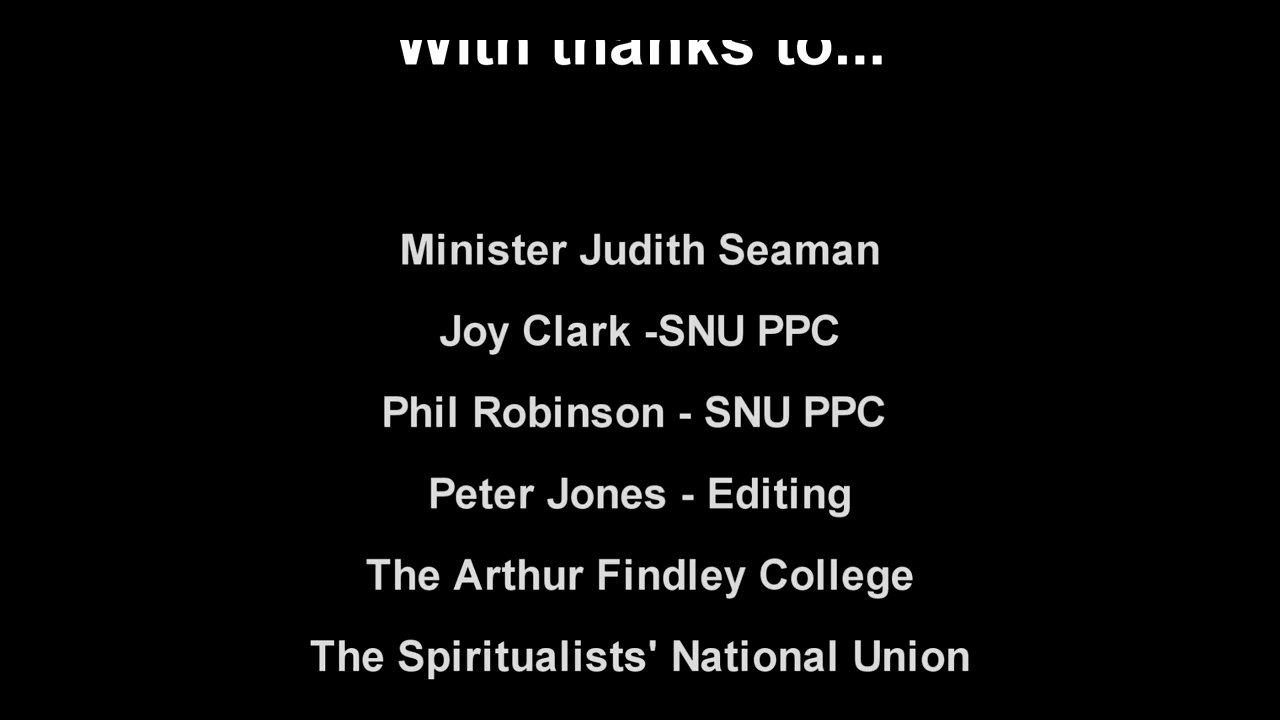 With thanks to...
Minister Judith Seaman
Joy Clark -SNU PPC
Phil Robinson - SNU PPC
Peter Jones - Editing
The Arthur Findley College
The Spiritualists' National Union